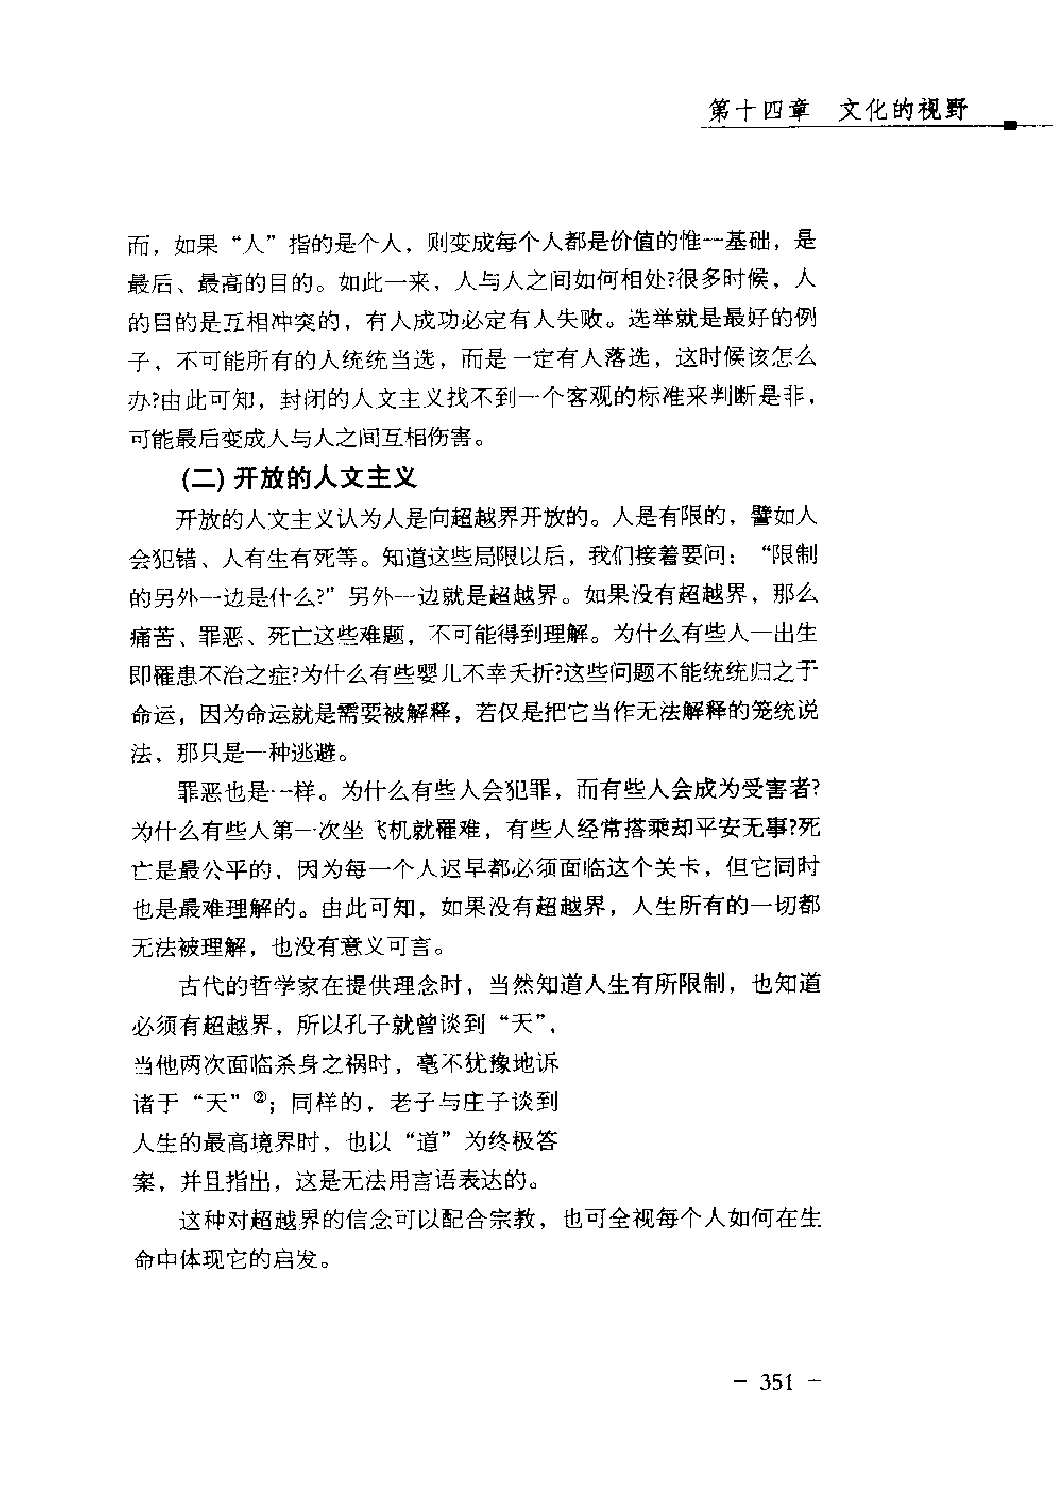 第十四章　文化的视野
而，如果“人”指的是个人，则变成每个人都是价值的惟一基础，是
最后、最高的目的。如此一来，人与人之间如何相处?很多时候，人
的目的是互相冲突的，有人成功必定有人失败。选举就是最好的例
子，不可能所有的人统统当选，而是一定有人落选，这时候该怎么
办?由此可知，封闭的人文主义找不到一个客观的标准来判断是非，
可能最后变成人与人之间互相伤害。
(二) 开放的人文主义
开放的人文主义认为人是向超越界开放的。人是有限的，譬如人
会犯错、人有生有死等。知道这些局限以后，我们接着要问：“限制
的另外一边是什么?”另外一边就是超越界。如果没有超越界，那么
痛苦、罪恶、死亡这些难题，不可能得到理解。为什么有些人一出生
即罹患不治之症?为什么有些婴儿不幸夭折?这些问题不能统统归之于
命运，因为命运就是需要被解释，若仅是把它当作无法解释的笼统说
法，那只是一种逃避。
罪恶也是一样。为什么有些人会犯罪，而有些人会成为受害者?
为什么有些人第一次坐飞机就罹难，有些人经常搭乘却平安无事?死
亡是最公平的，因为每一个人迟早都必须面临这个关卡，但它同时
也是最难理解的。由此可知，如果没有超越界，人生所有的一切都
无法被理解，也没有意义可言。
古代的哲学家在提供理念时，当然知道人生有所限制，也知道
必须有超越界，所以孔子就曾谈到“天”，
当他两次面临杀身之祸时，毫不犹豫地诉
诸于“天”②；同样的，老子与庄子谈到
人生的最高境界时，也以“道”为终极答
案，并且指出，这是无法用言语表达的。
这种对超越界的信念可以配合宗教，也可全视每个人如何在生
命中体现它的启发。
- 351 -